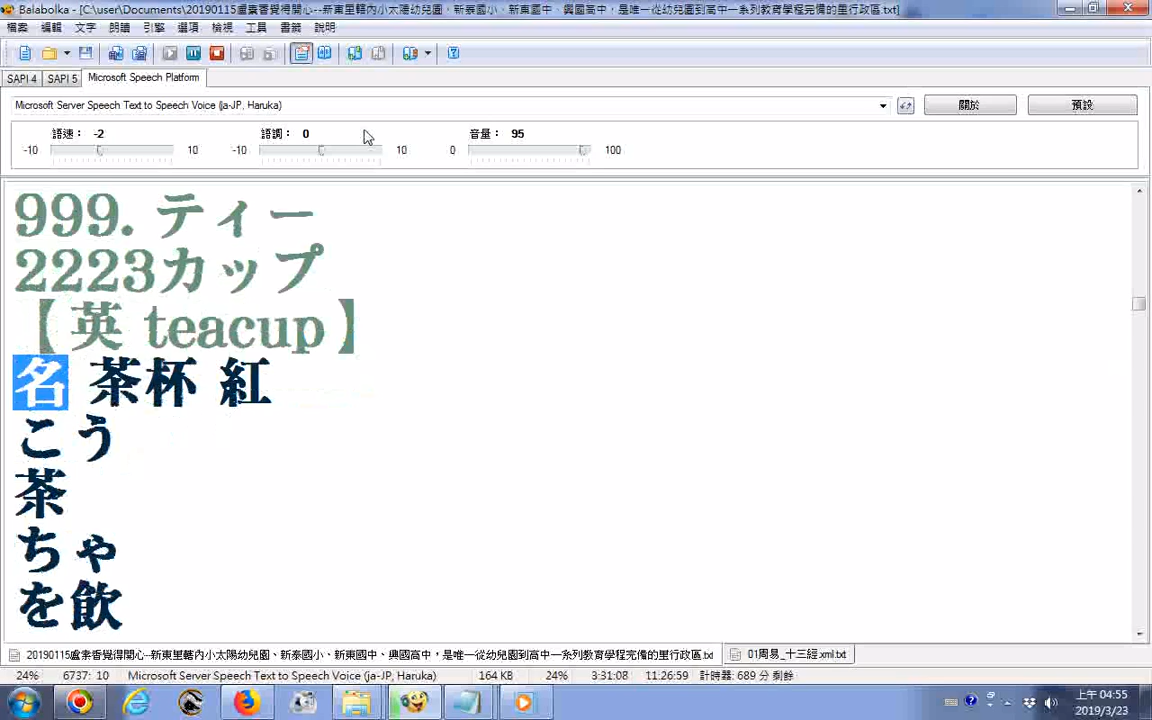 Balabolka - [C:\user\Documents\20190115盧素香覺得開心--新東里轄內小太陽幼兒園、新泰國小、新東國中、興國高中，是唯一從幼兒園到高中一系列教育學程完備的里行政區.txt]
檔案 編輯 文字 朗讀 引擎 選項 檢視 工具 書籤 說明
SAPI 4 SAPI 5 Microsoft Speech Platform
Microsoft Server Speech Text to Speech Voice (ja-JP, Haruka) 關於 預設
語速： -2 語調： 0 音量： 95
-10 10 -10 10 0 100
999. ティー
2223カップ
【英 teacup】
名 茶杯 紅
こう
茶
ちゃ
を飲
20190115盧素香覺得開心--新東里轄內小太陽幼兒園、新泰國小、新東國中、興國高中，是唯一從幼兒園到高中一系列教育學程完備的里行政區.txt 01周易_十三經.xml.txt
24% 6737: 10 Microsoft Server Speech Text to Speech Voice (ja-JP, Haruka) 164 KB 24% 3:31:08 11:26:59 計時器: 689 分 剩餘
上午 04:55
2019/3/23